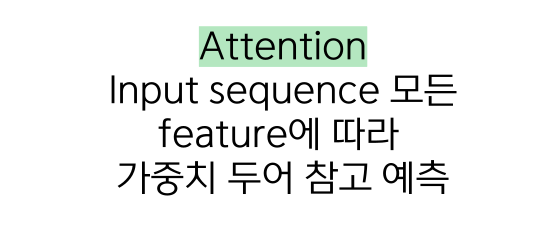 Attention
Input sequence 모든
feature에 따라
가중치 두어 참고 예측